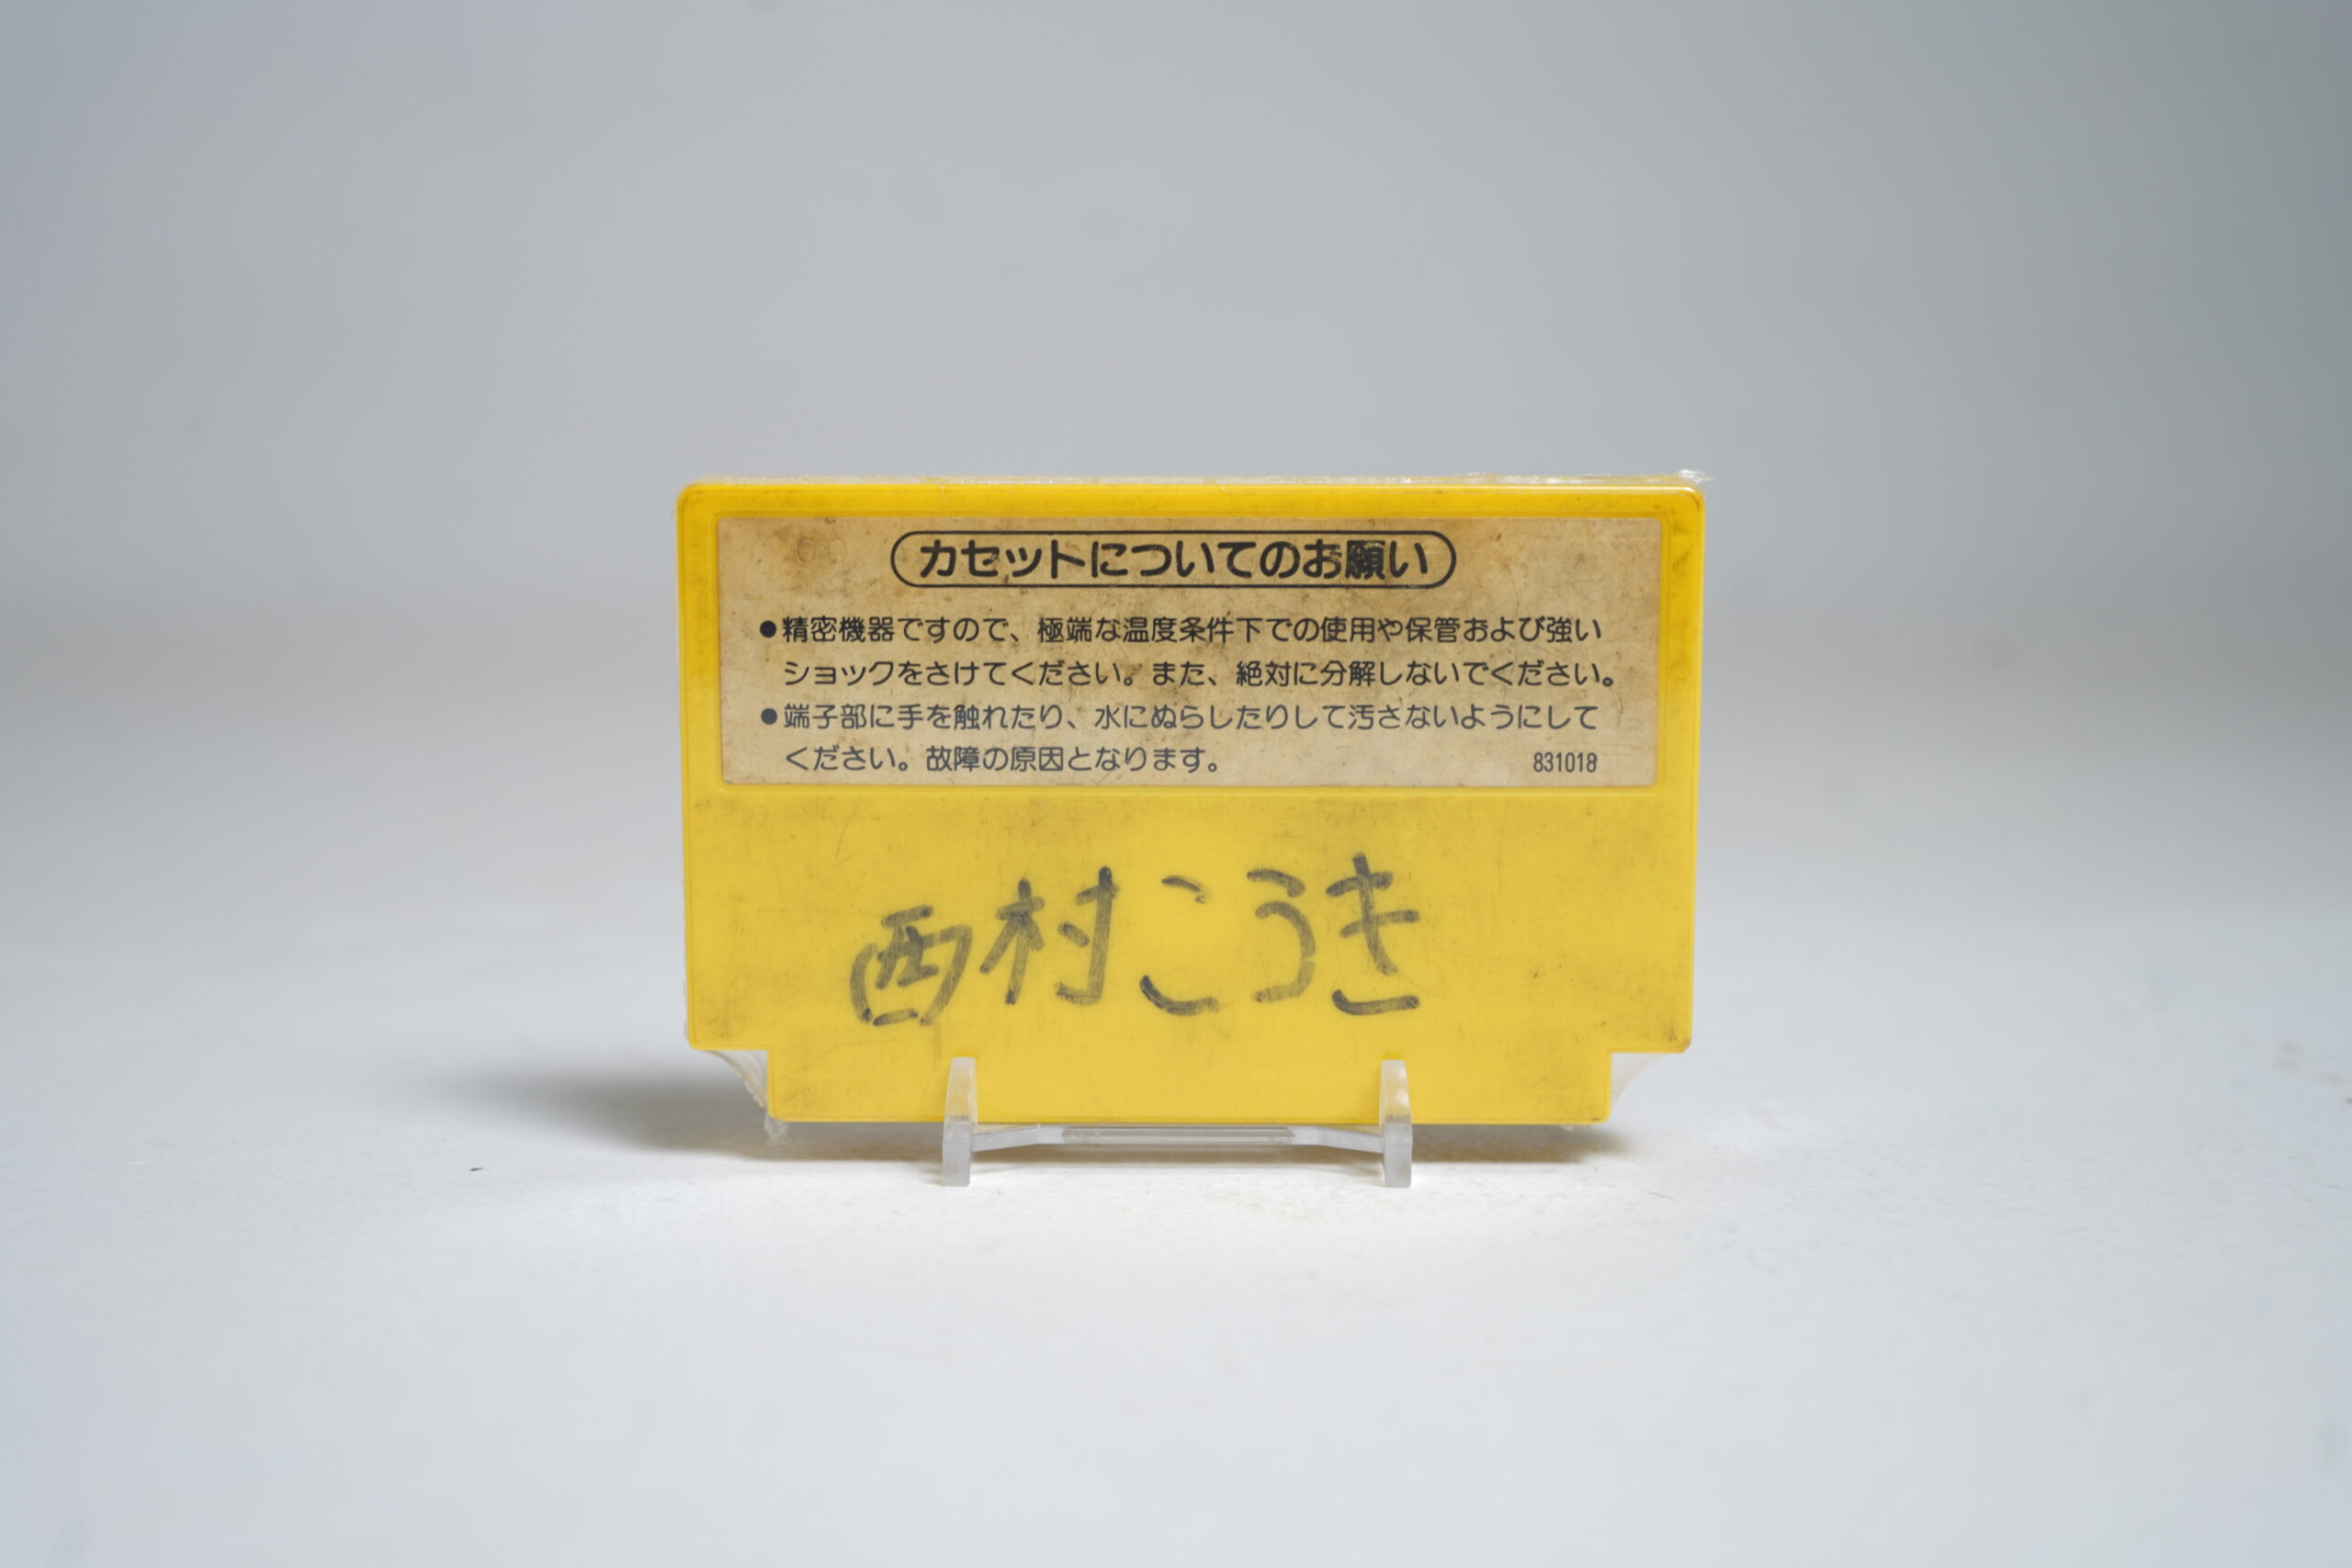 カセットについてのお願い
●精密機器ですので、極端な温度条件下での使用や保管および強い
ショックをさけてください。また、絶対に分解しないでください。
●端子部に手を触れたり、水にぬらしたりして汚さないようにして
ください。故障の原因となります。 831018
西村こうき